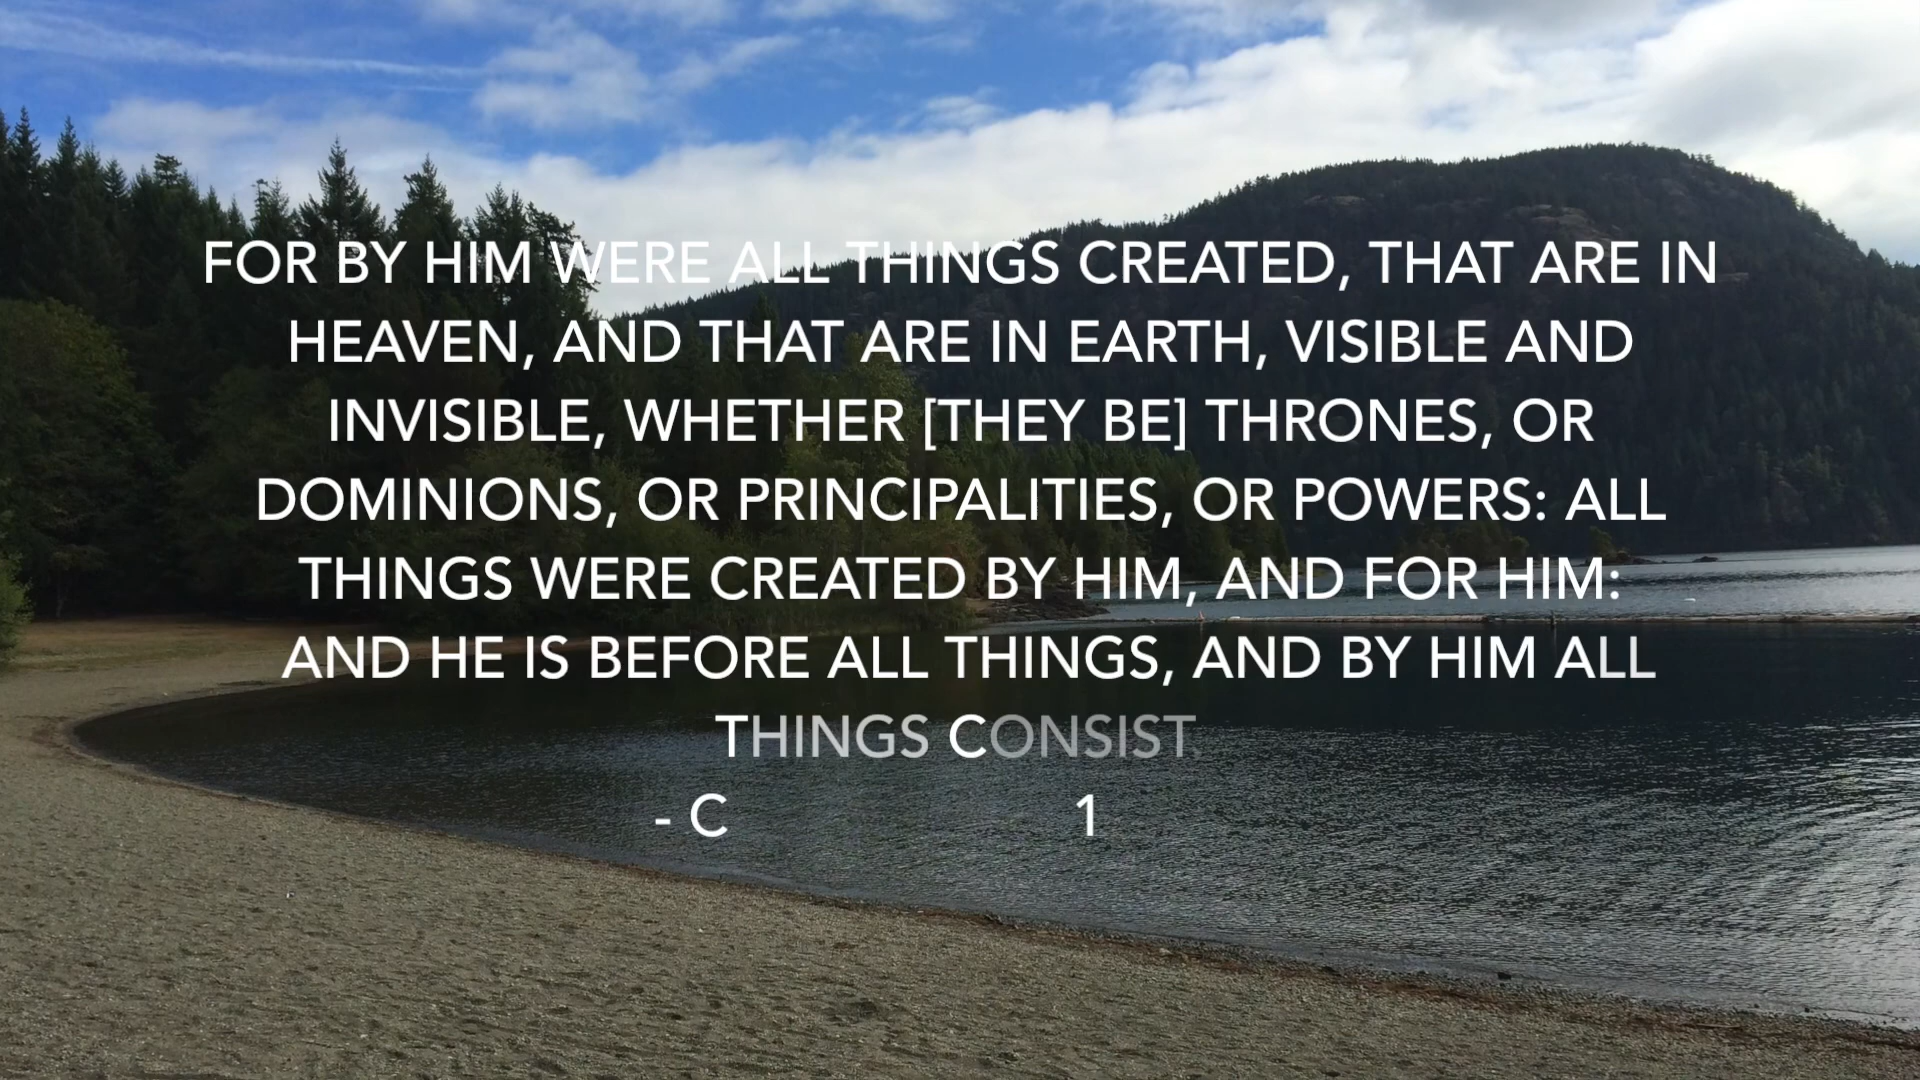 FOR BY HIM WERE ALL THINGS CREATED, THAT ARE IN
HEAVEN, AND THAT ARE IN EARTH, VISIBLE AND
INVISIBLE, WHETHER [THEY BE] THRONES, OR
DOMINIONS, OR PRINCIPALITIES, OR POWERS: ALL
THINGS WERE CREATED BY HIM, AND FOR HIM:
AND HE IS BEFORE ALL THINGS, AND BY HIM ALL
THINGS CONSIST.
- C 1